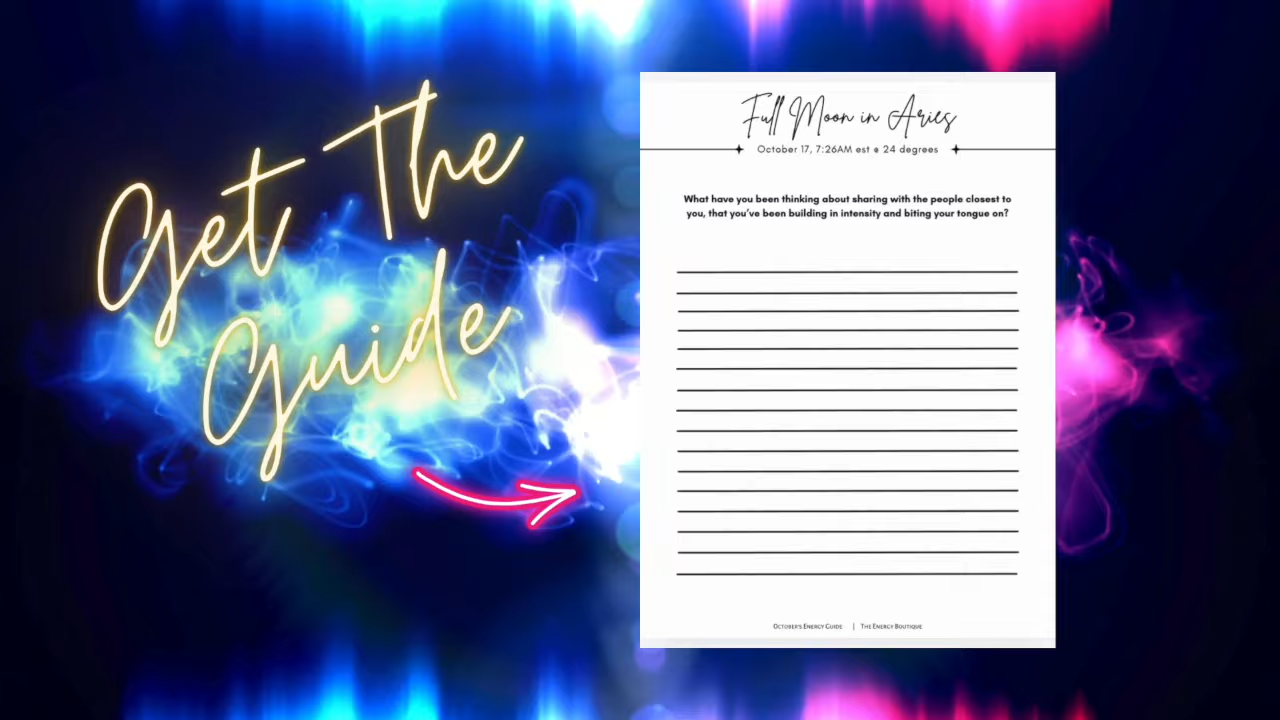 Get The
Guide
Full Moon in Aries
October 17, 7:26AM est @ 24 degrees
What have you been thinking about sharing with the people closest to
you, that you've been building in intensity and biting your tongue on?
October's Energy Guide | The Energy Boutique